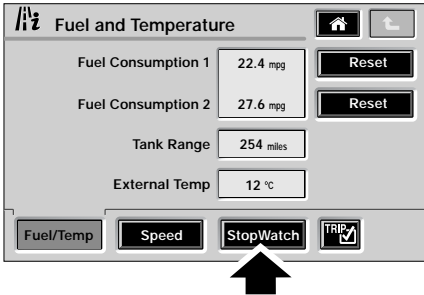 Fuel and Temperature
Fuel Consumption 1 22.4 mpg Reset
Fuel Consumption 2 27.6 mpg Reset
Tank Range 254 miles
External Temp 12 °C
Fuel/Temp Speed StopWatch TRIP